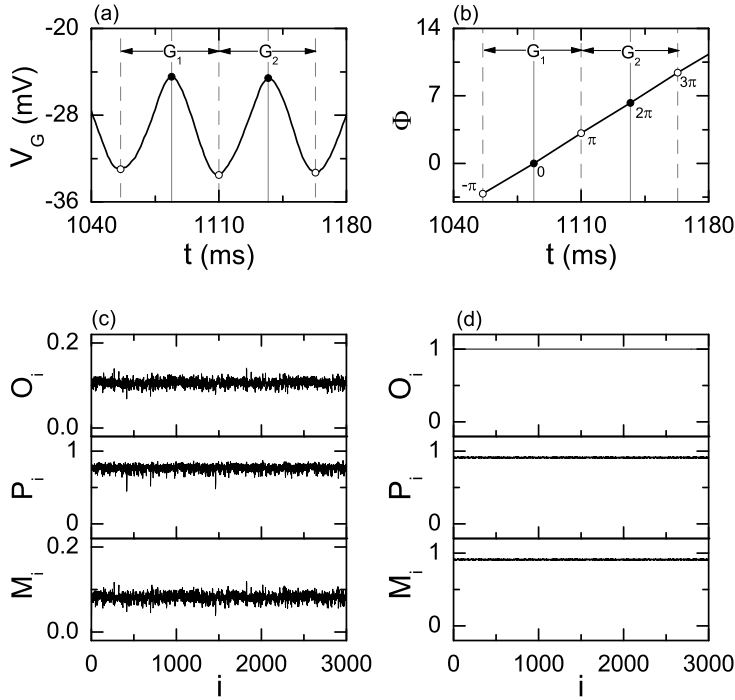 (a)
-20
-28
-36
V_G (mV)
G_1
G_2
1040
1110
1180
t (ms)
(b)
14
7
0
Φ
G_1
G_2
-π
0
π
2π
3π
1040
1110
1180
t (ms)
(c)
0.2
0.0
O_i
1
0
P_i
0.2
0.0
M_i
0
1000
2000
3000
i
(d)
1
0
O_i
1
0
P_i
1
0
M_i
0
1000
2000
3000
i